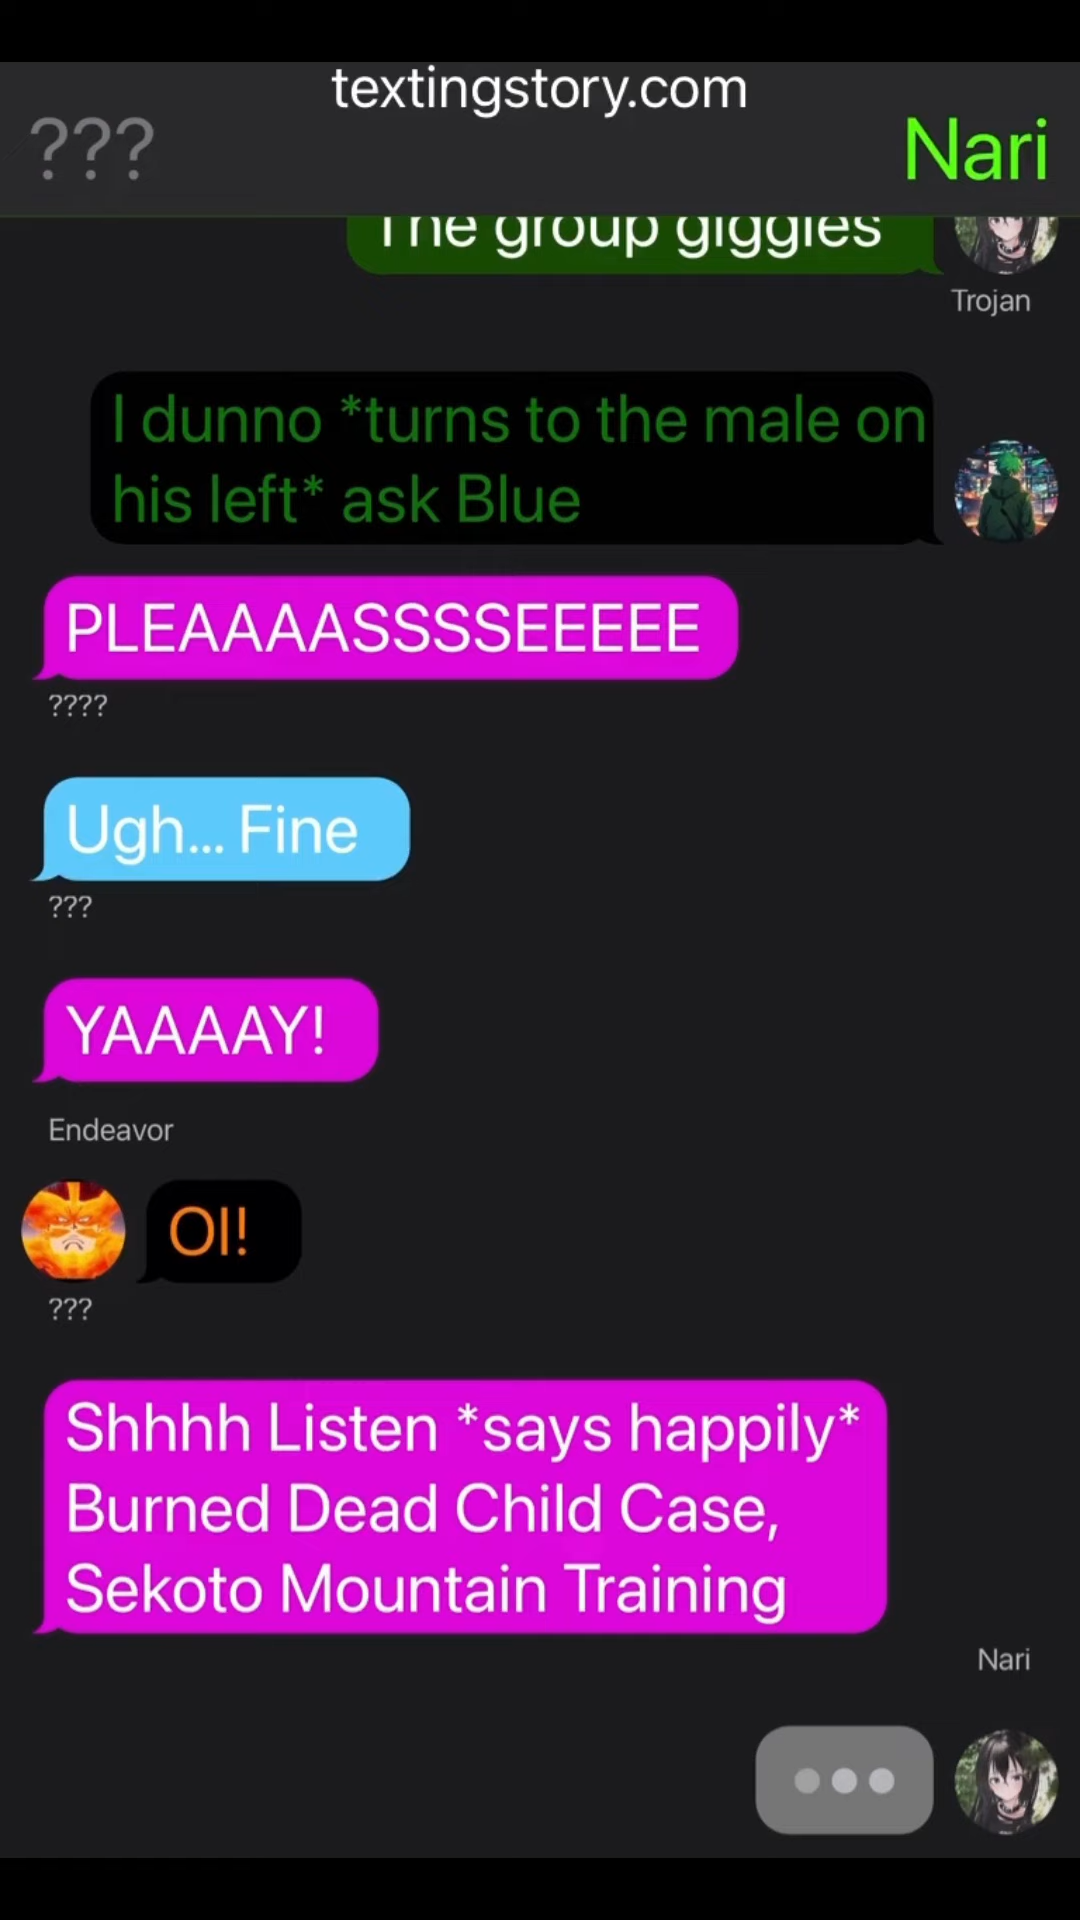 textingstory.com
???
Nari
The group giggles
Trojan
I dunno *turns to the male on
his left* ask Blue
PLEAAAASSSSEEEEE
????
Ugh... Fine
???
YAAAAY!
Endeavor
OI!
???
Shhhh Listen *says happily*
Burned Dead Child Case,
Sekoto Mountain Training
Nari